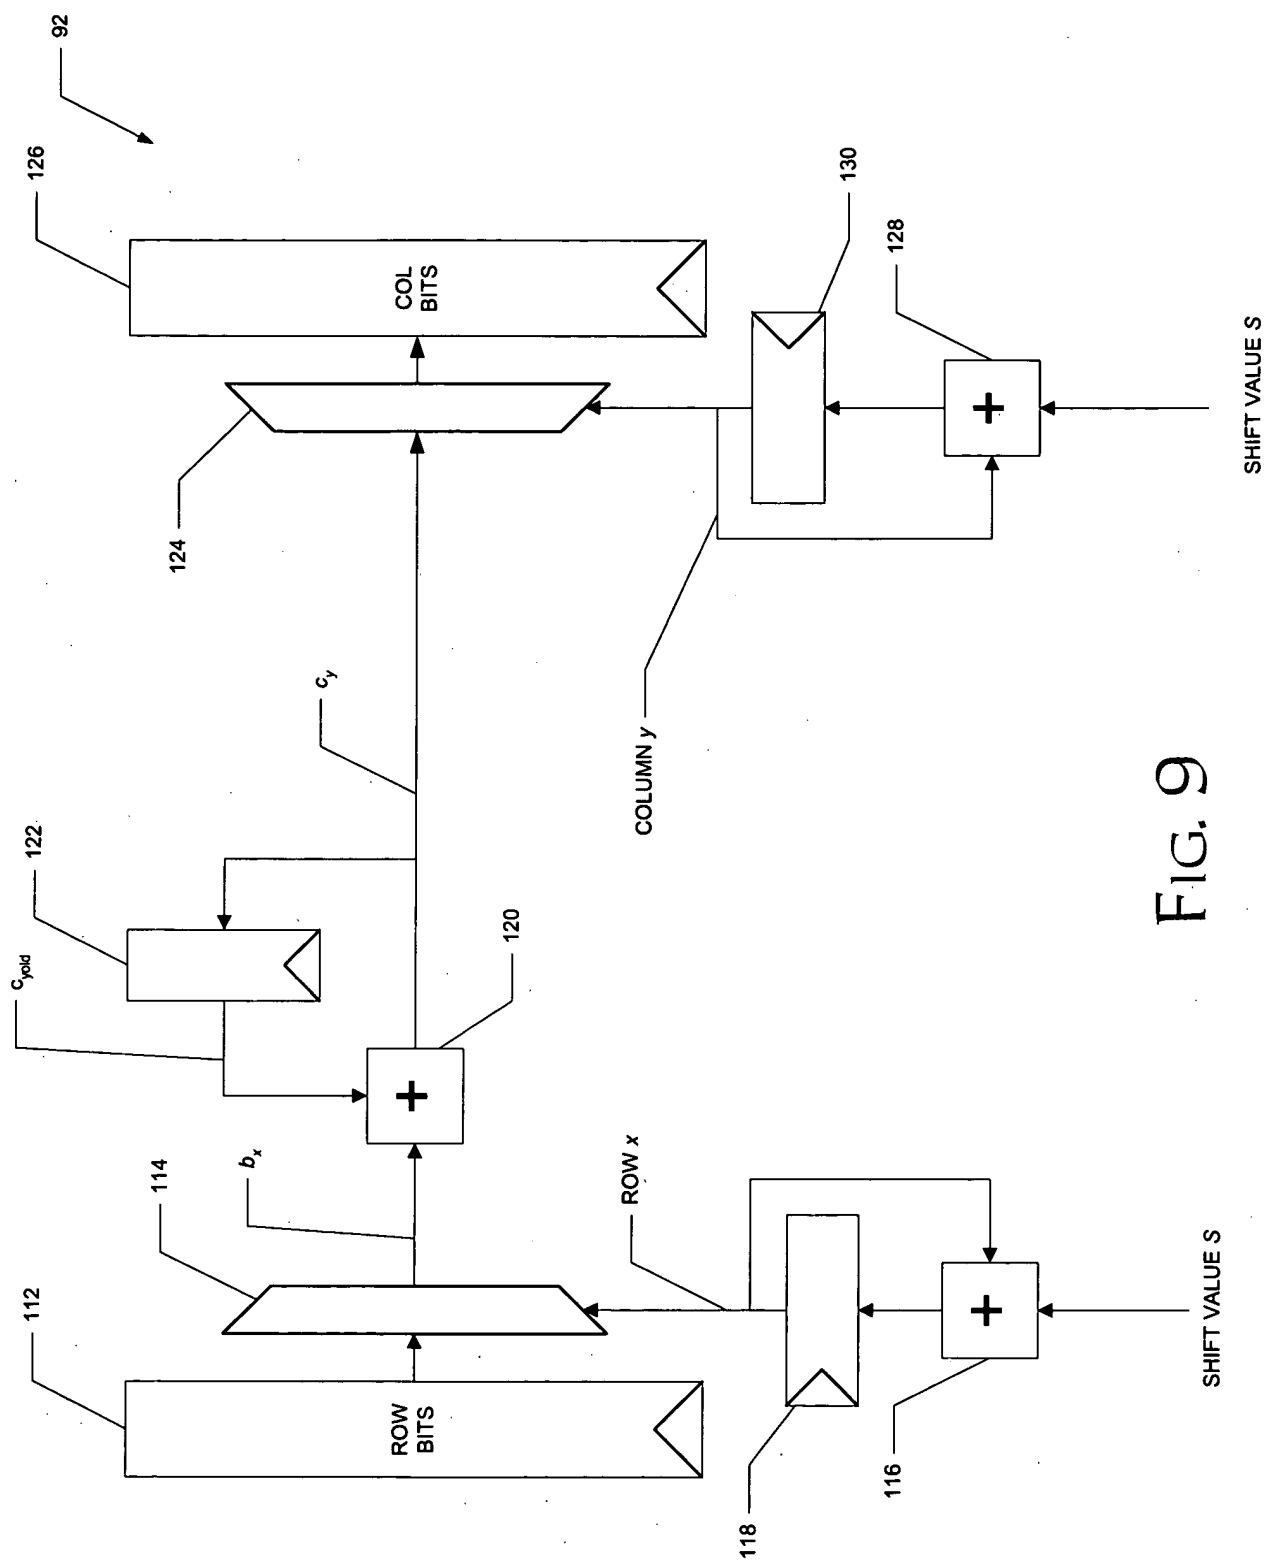 92
126
COL
BITS
124
130
128
SHIFT VALUE S
COLUMN y
c_y
122
c_yold
120
114
b_x
112
ROW
BITS
ROW x
118
116
SHIFT VALUE S
FIG. 9